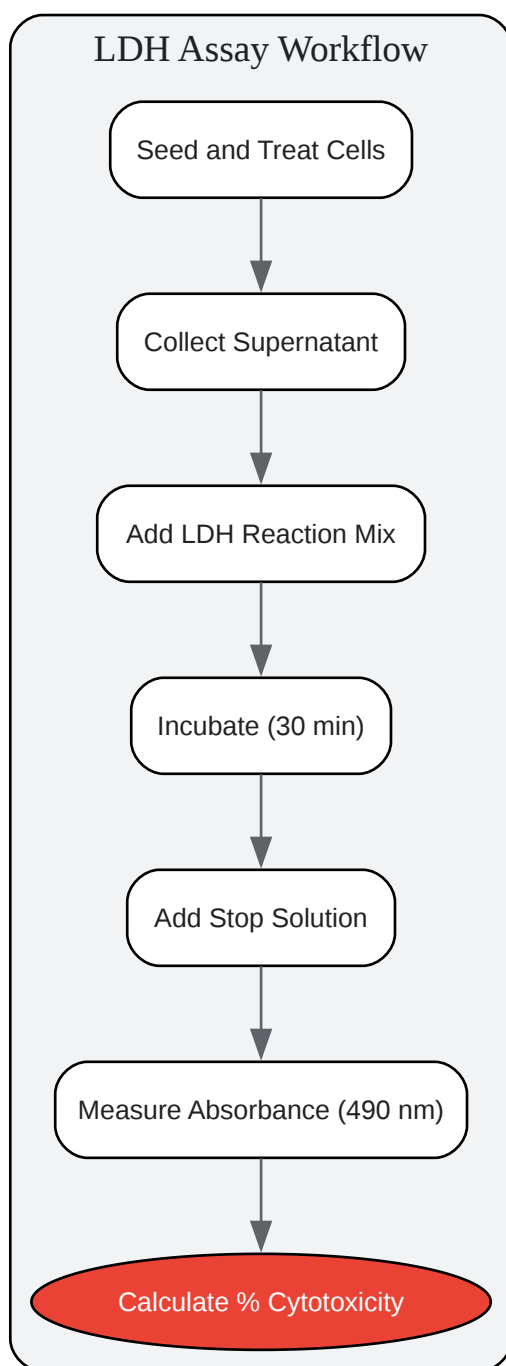 LDH Assay Workflow
Seed and Treat Cells
Collect Supernatant
Add LDH Reaction Mix
Incubate (30 min)
Add Stop Solution
Measure Absorbance (490 nm)
Calculate % Cytotoxicity